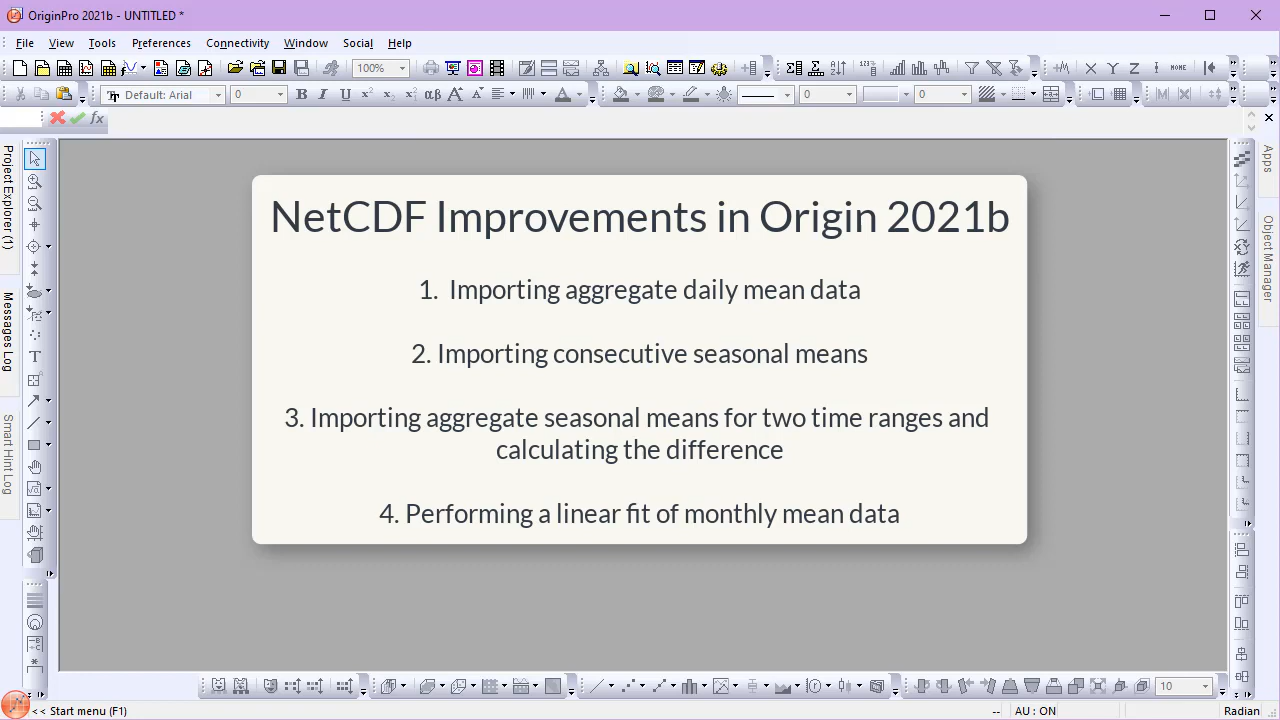 OriginPro 2021b - UNTITLED *
File View Tools Preferences Connectivity Window Social Help
100%
Default: Arial 0 B I U αβ A A A 0 0
fx
Project Explorer (1)
Messages Log
Smart Hint Log
Apps
Object Manager
NetCDF Improvements in Origin 2021b
1. Importing aggregate daily mean data
2. Importing consecutive seasonal means
3. Importing aggregate seasonal means for two time ranges and
calculating the difference
4. Performing a linear fit of monthly mean data
10
<< Start menu (F1) -- AU : ON Radian